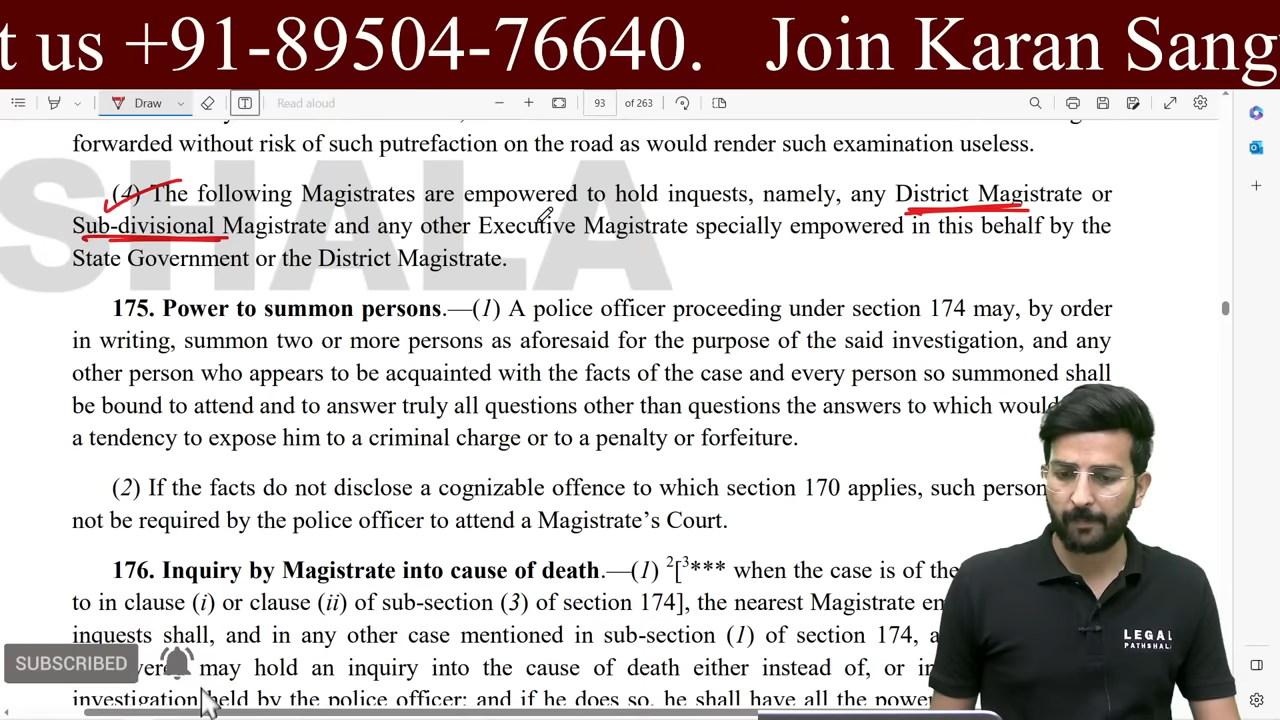 t us +91-89504-76640. Join Karan Sang
Draw
Read aloud
93 of 263
forwarded without risk of such putrefaction on the road as would render such examination useless.
(4) The following Magistrates are empowered to hold inquests, namely, any District Magistrate or
Sub-divisional Magistrate and any other Executive Magistrate specially empowered in this behalf by the
State Government or the District Magistrate.
SHALA
175. Power to summon persons.—(1) A police officer proceeding under section 174 may, by order
in writing, summon two or more persons as aforesaid for the purpose of the said investigation, and any
other person who appears to be acquainted with the facts of the case and every person so summoned shall
be bound to attend and to answer truly all questions other than questions the answers to which would
a tendency to expose him to a criminal charge or to a penalty or forfeiture.
(2) If the facts do not disclose a cognizable offence to which section 170 applies, such person
not be required by the police officer to attend a Magistrate's Court.
176. Inquiry by Magistrate into cause of death.—(1) 2[3*** when the case is of the
to in clause (i) or clause (ii) of sub-section (3) of section 174], the nearest Magistrate
inquests shall, and in any other case mentioned in sub-section (1) of section 174,
may hold an inquiry into the cause of death either instead of, or
investigation held by the police officer; and if he does so, he shall have all the
SUBSCRIBED
LEGAL
PATHSHALA